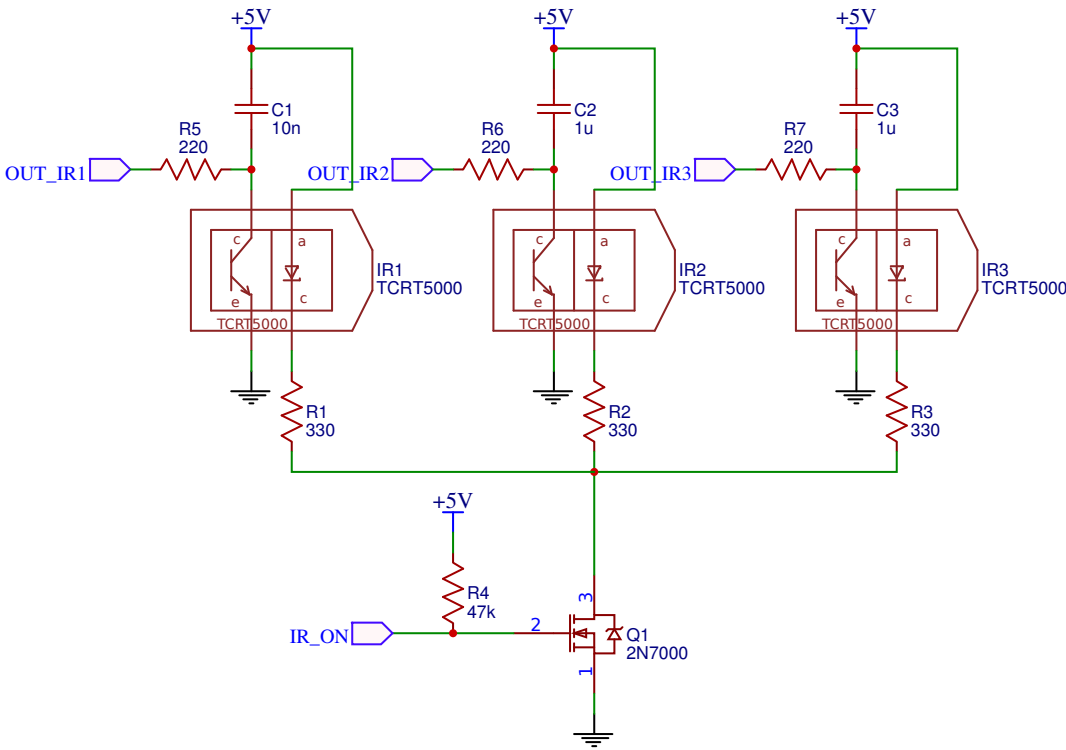 +5V
+5V
+5V
C1
10n
C2
1u
C3
1u
R5
220
R6
220
R7
220
OUT_IR1
OUT_IR2
OUT_IR3
c
a
e
c
TCRT5000
IR1
TCRT5000
c
a
e
c
TCRT5000
IR2
TCRT5000
c
a
e
c
TCRT5000
IR3
TCRT5000
R1
330
R2
330
R3
330
+5V
R4
47k
IR_ON
2
3
1
Q1
2N7000